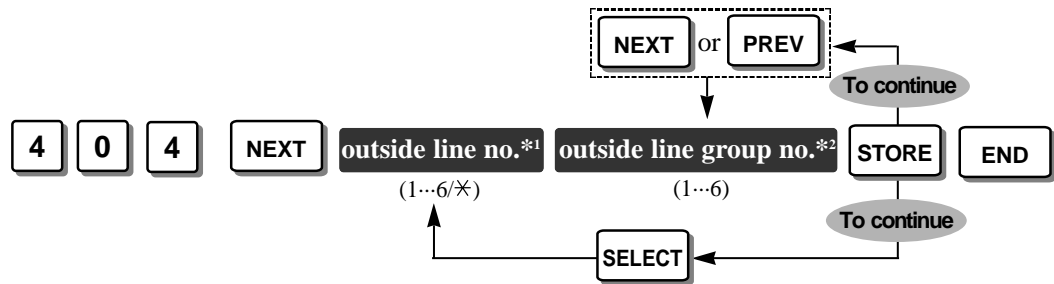 NEXT or PREV
To continue
4 0 4 NEXT outside line no.*1 outside line group no.*2 STORE END
(1···6/✳) (1···6)
To continue
SELECT